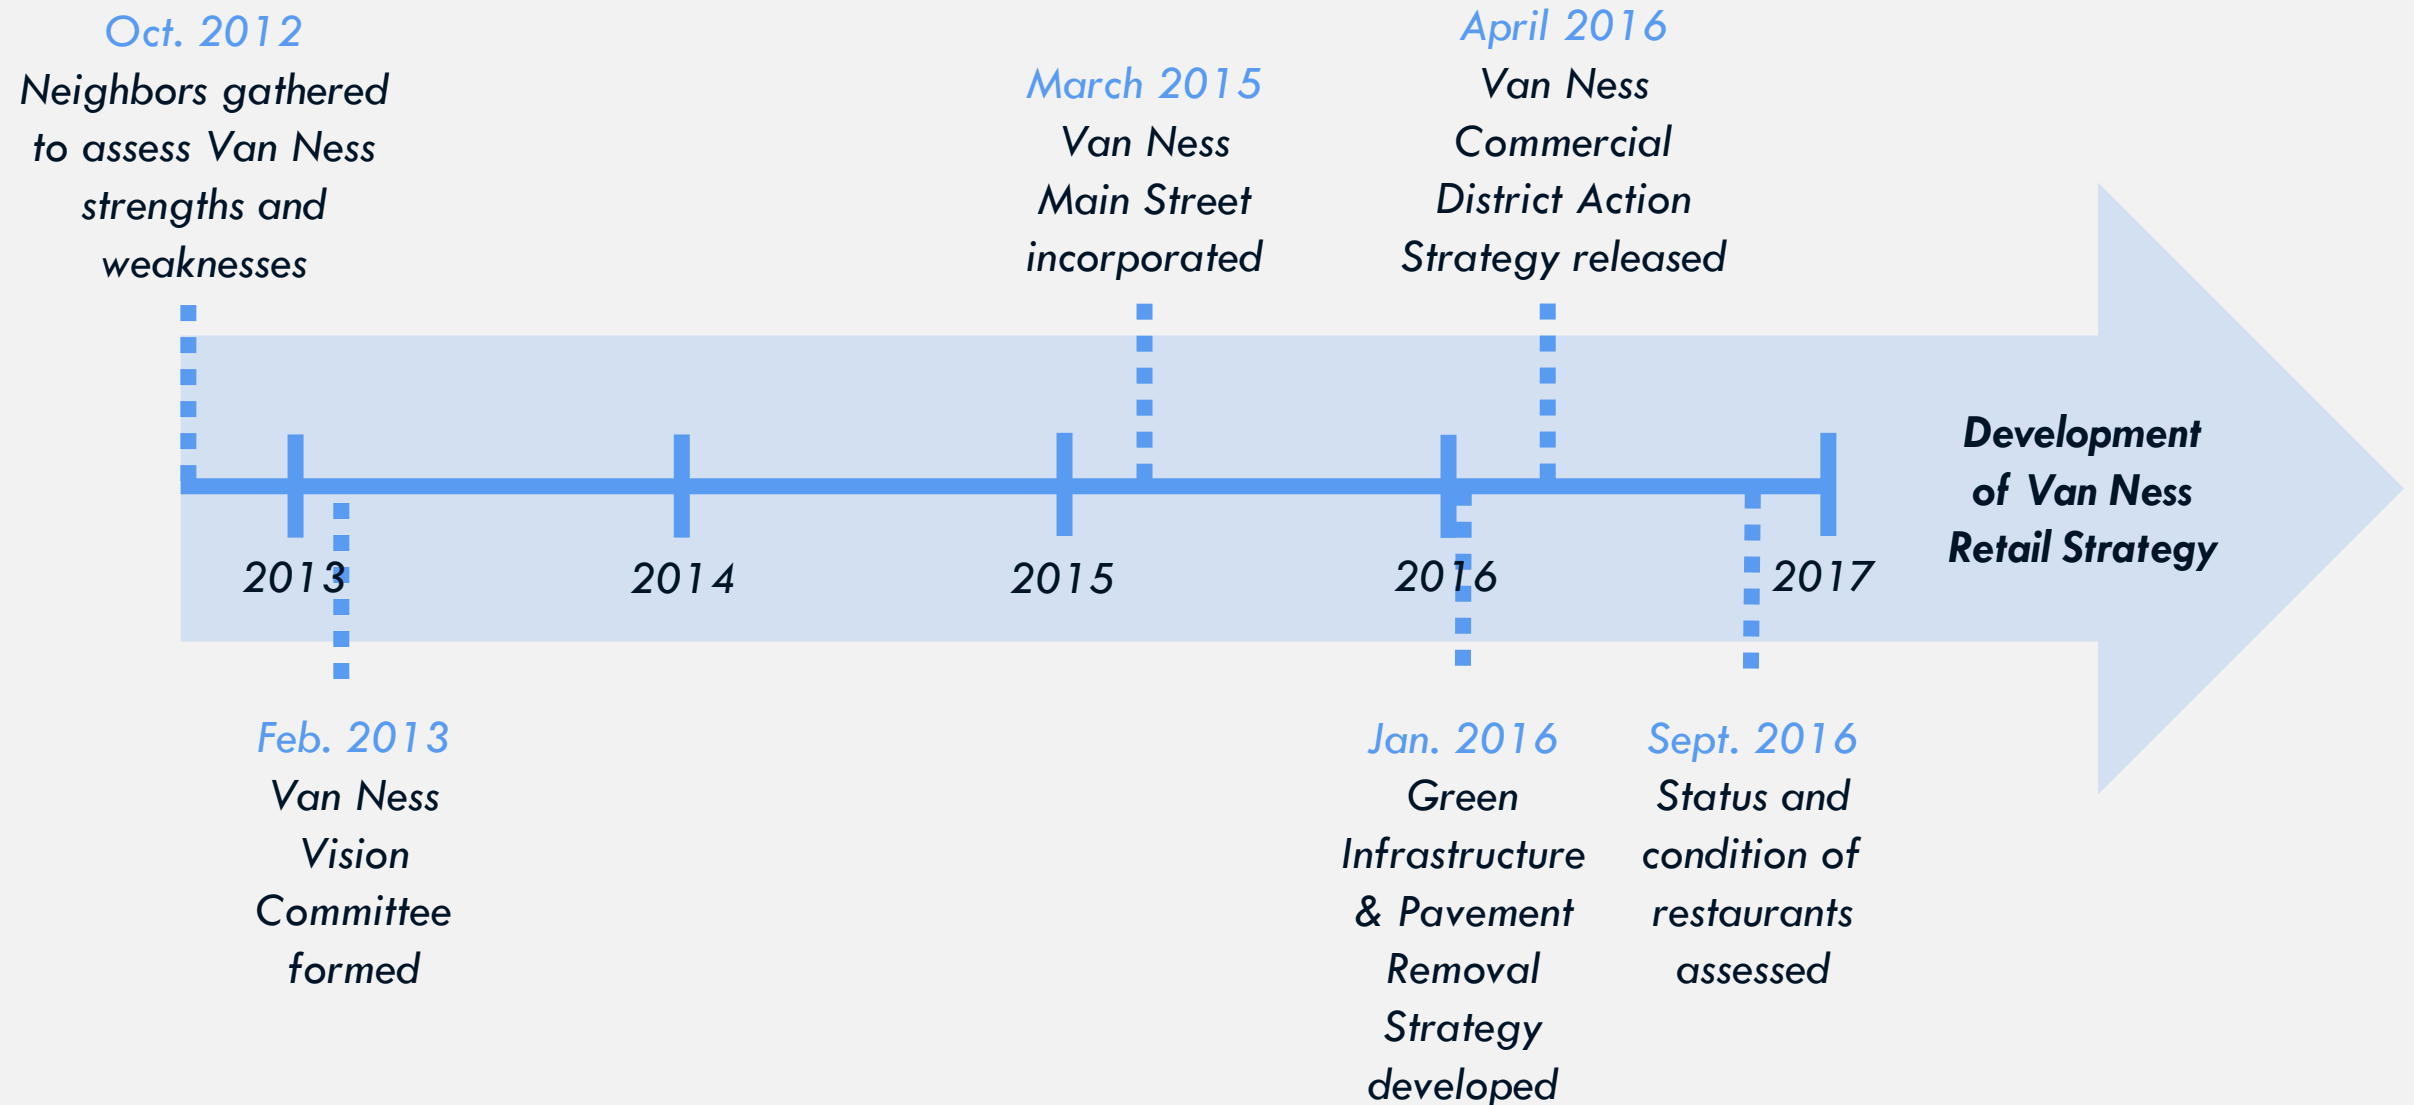 Oct. 2012
Neighbors gathered
to assess Van Ness
strengths and
weaknesses
March 2015
Van Ness
Main Street
incorporated
April 2016
Van Ness
Commercial
District Action
Strategy released
2013
2014
2015
2016
2017
Development
of Van Ness
Retail Strategy
Feb. 2013
Van Ness
Vision
Committee
formed
Jan. 2016
Green
Infrastructure
& Pavement
Removal
Strategy
developed
Sept. 2016
Status and
condition of
restaurants
assessed